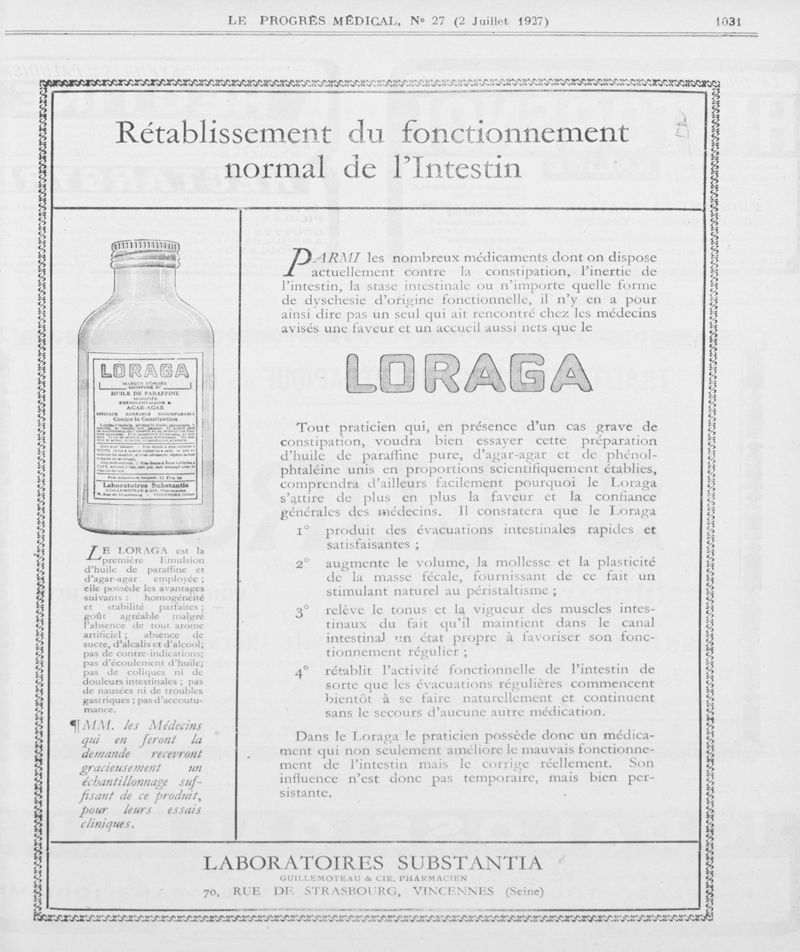 LE PROGRÈS MÉDICAL, No 27 (2 Juillet 1927)
1031
Rétablissement du fonctionnement
normal de l'Intestin
LORAGA
MARQUE DÉPOSÉE
HUILE DE PARAFFINE
PHÉNOLPHTALÉINE &
AGAR-AGAR
EFFICACE AGRÉABLE INCOMPARABLE
Contre la Constipation
Laboratoires Substantia
GUILLEMOTEAU & CIE, Pharmacien
LE LORAGA est la
première Emulsion
d'huile de paraffine et
d'agar-agar employée ;
elle possède les avantages
suivants : homogénéité
et stabilité parfaites ;
goût agréable malgré
l'absence de tout arome
artificiel ; absence de
sucre, d'alcalis et d'alcool;
pas de contre-indications;
pas d'écoulement d'huile;
pas de coliques ni de
douleurs intestinales ; pas
de nausées ni de troubles
gastriques ; pas d'accoutu-
mance.
¶ MM. les Médecins
qui en feront la
demande recevront
gracieusement un
échantillonnage suf-
fisant de ce produit,
pour leurs essais
cliniques.
PARMI les nombreux médicaments dont on dispose
actuellement contre la constipation, l'inertie de
l'intestin, la stase intestinale ou n'importe quelle forme
de dyschesie d'origine fonctionnelle, il n'y en a pour
ainsi dire pas un seul qui ait rencontré chez les médecins
avisés une faveur et un accueil aussi nets que le
LORAGA
Tout praticien qui, en présence d'un cas grave de
constipation, voudra bien essayer cette préparation
d'huile de paraffine pure, d'agar-agar et de phénol-
phtaléine unis en proportions scientifiquement établies,
comprendra d'ailleurs facilement pourquoi le Loraga
s'attire de plus en plus la faveur et la confiance
générales des médecins. Il constatera que le Loraga
1° produit des évacuations intestinales rapides et
satisfaisantes ;
2° augmente le volume, la mollesse et la plasticité
de la masse fécale, fournissant de ce fait un
stimulant naturel au péristaltisme ;
3° relève le tonus et la vigueur des muscles intes-
tinaux du fait qu'il maintient dans le canal
intestinal un état propre à favoriser son fonc-
tionnement régulier ;
4° rétablit l'activité fonctionnelle de l'intestin de
sorte que les évacuations régulières commencent
bientôt à se faire naturellement et continuent
sans le secours d'aucune autre médication.
Dans le Loraga le praticien possède donc un médica-
ment qui non seulement améliore le mauvais fonctionne-
ment de l'intestin mais le corrige réellement. Son
influence n'est donc pas temporaire, mais bien per-
sistante.
LABORATOIRES SUBSTANTIA
GUILLEMOTEAU & CIE, PHARMACIEN
70, RUE DE STRASBOURG, VINCENNES (Seine)